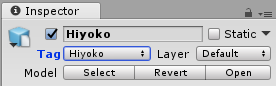 Inspector
Hiyoko Static
Tag Hiyoko Layer Default
Model Select Revert Open